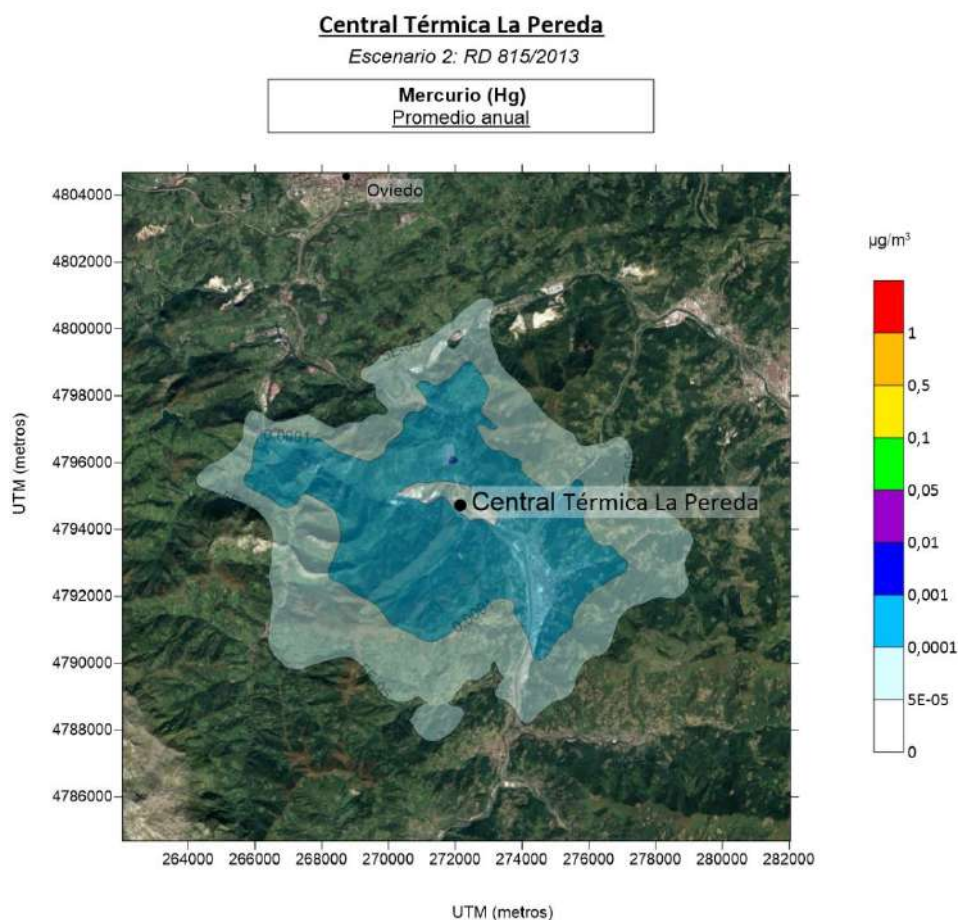 Central Térmica La Pereda
Escenario 2: RD 815/2013
Mercurio (Hg)
Promedio anual
4804000
4802000
4800000
4798000
4796000
4794000
4792000
4790000
4788000
4786000
UTM (metros)
Oviedo
0.0001
Central Térmica La Pereda
264000 266000 268000 270000 272000 274000 276000 278000 280000 282000
UTM (metros)
µg/m³
1
0,5
0,1
0,05
0,01
0,001
0,0001
5E-05
0